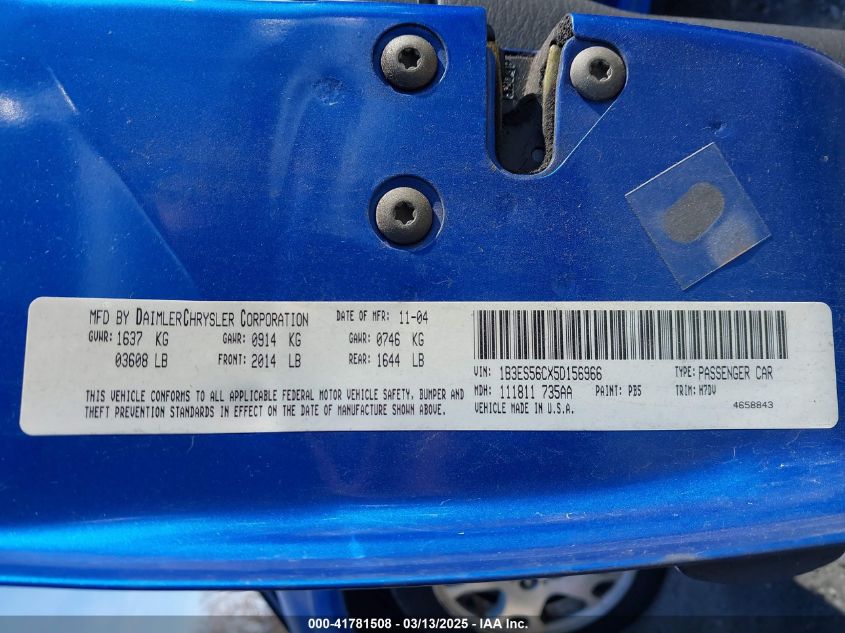 MFD BY DAIMLERCHRYSLER CORPORATION DATE OF MFR: 11-04
GVWR: 1637 KG GAWR: 0914 KG GAWR: 0746 KG
03608 LB FRONT: 2014 LB REAR: 1644 LB
THIS VEHICLE CONFORMS TO ALL APPLICABLE FEDERAL MOTOR VEHICLE SAFETY, BUMPER AND
THEFT PREVENTION STANDARDS IN EFFECT ON THE DATE OF MANUFACTURE SHOWN ABOVE.
VIN: 1B3ES56CX5D156966 TYPE: PASSENGER CAR
MDH: 111811 735AA PAINT: PB5 TRIM: M7DV
VEHICLE MADE IN U.S.A. 4658843
000-41781508 - 03/13/2025 - IAA Inc.